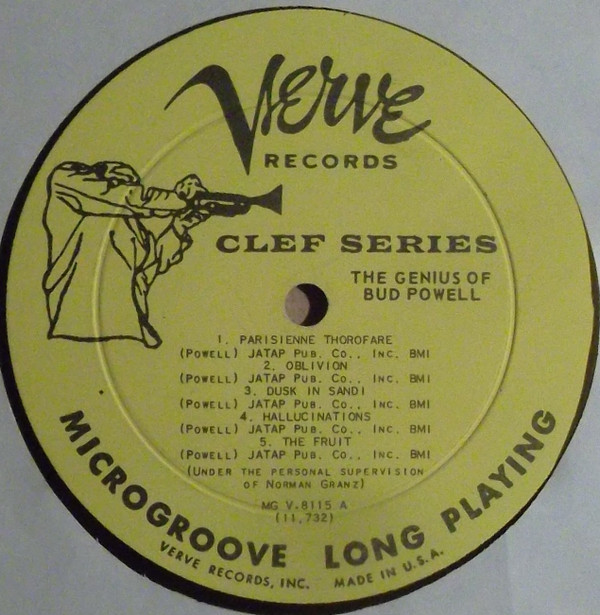 Verve
RECORDS
CLEF SERIES
THE GENIUS OF
BUD POWELL
1. PARISIENNE THOROFARE
(POWELL) JATAP PUB. CO., INC. BMI
2. OBLIVION
(POWELL) JATAP PUB. CO., INC. BMI
3. DUSK IN SANDI
(POWELL) JATAP PUB. CO., INC. BMI
4. HALLUCINATIONS
(POWELL) JATAP PUB. CO., INC. BMI
5. THE FRUIT
(POWELL) JATAP PUB. CO., INC. BMI
(UNDER THE PERSONAL SUPERVISION
OF NORMAN GRANZ)
MG V-8115 A
(11,732)
MICROGROOVE LONG PLAYING
VERVE RECORDS, INC. MADE IN U.S.A.